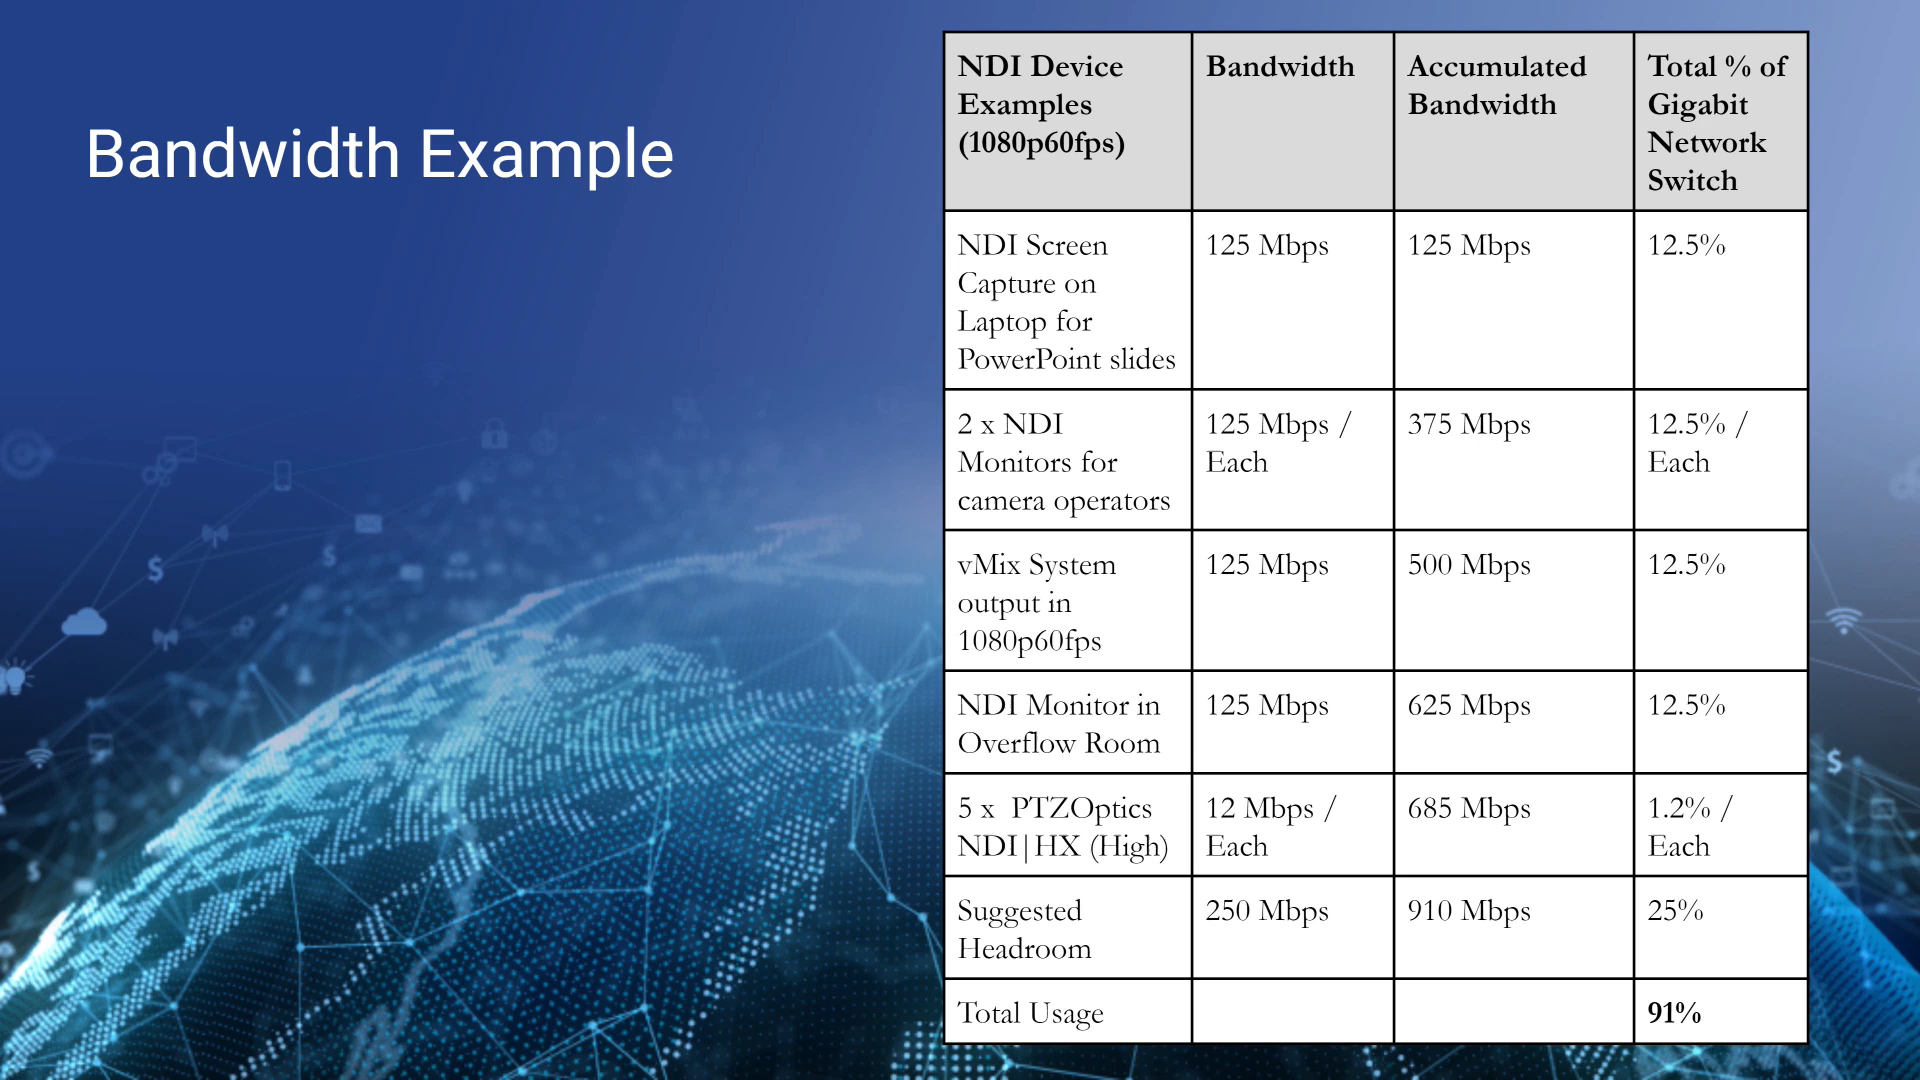 Bandwidth Example
NDI Device
Examples
(1080p60fps)
Bandwidth
Accumulated
Bandwidth
Total % of
Gigabit
Network
Switch
NDI Screen
Capture on
Laptop for
PowerPoint slides
125 Mbps
125 Mbps
12.5%
2 x NDI
Monitors for
camera operators
125 Mbps /
Each
375 Mbps
12.5% /
Each
vMix System
output in
1080p60fps
125 Mbps
500 Mbps
12.5%
NDI Monitor in
Overflow Room
125 Mbps
625 Mbps
12.5%
5 x  PTZOptics
NDI|HX (High)
12 Mbps /
Each
685 Mbps
1.2% /
Each
Suggested
Headroom
250 Mbps
910 Mbps
25%
Total Usage
91%